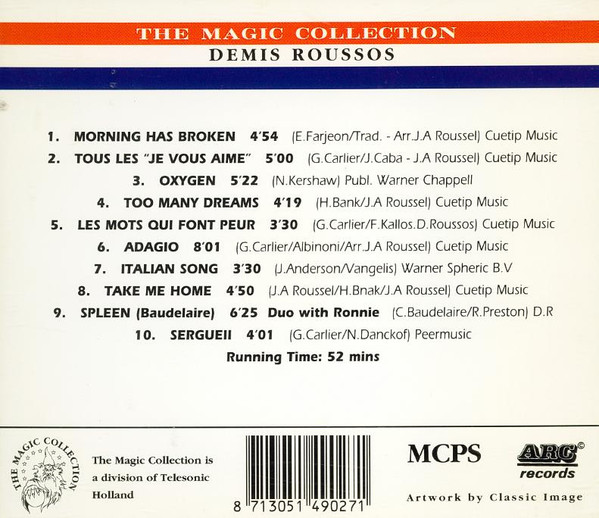 THE MAGIC COLLECTION
DEMIS ROUSSOS
1. MORNING HAS BROKEN 4'54 (E.Farjeon/Trad. - Arr.J.A Roussel) Cuetip Music
2. TOUS LES "JE VOUS AIME" 5'00 (G.Carlier/J.Caba - J.A Roussel) Cuetip Music
3. OXYGEN 5'22 (N.Kershaw) Publ. Warner Chappell
4. TOO MANY DREAMS 4'19 (H.Bank/J.A Roussel) Cuetip Music
5. LES MOTS QUI FONT PEUR 3'30 (G.Carlier/F.Kallos.D.Roussos) Cuetip Music
6. ADAGIO 8'01 (G.Carlier/Albinoni/Arr.J.A Roussel) Cuetip Music
7. ITALIAN SONG 3'30 (J.Anderson/Vangelis) Warner Spheric B.V
8. TAKE ME HOME 4'50 (J.A Roussel/H.Bnak/J.A Roussel) Cuetip Music
9. SPLEEN (Baudelaire) 6'25 Duo with Ronnie (C.Baudelaire/R.Preston) D.R
10. SERGUEII 4'01 (G.Carlier/N.Danckof) Peermusic
Running Time: 52 mins
THE MAGIC COLLECTION
The Magic Collection is
a division of Telesonic
Holland
8 713051 490271
MCPS
ARC©
records
Artwork by Classic Image